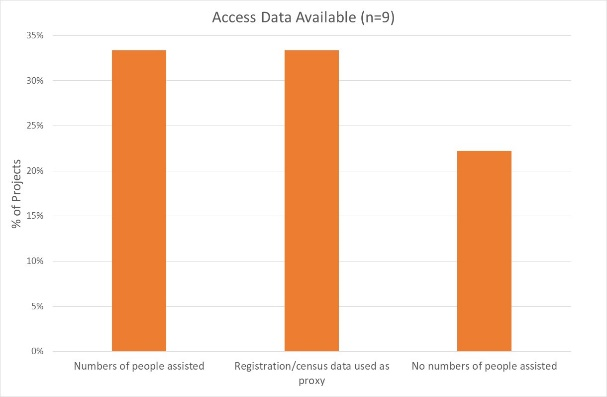 Access Data Available (n=9)
% of Projects
35%
30%
25%
20%
15%
10%
5%
0%
Numbers of people assisted
Registration/census data used as
proxy
No numbers of people assisted